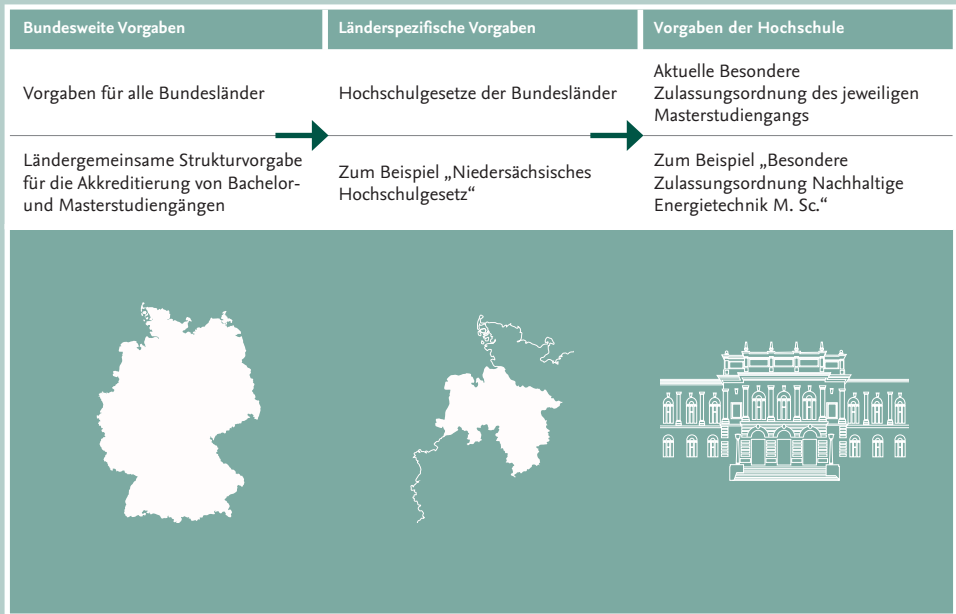 Bundesweite Vorgaben
Länderspezifische Vorgaben
Vorgaben der Hochschule
Vorgaben für alle Bundesländer
Hochschulgesetze der Bundesländer
Aktuelle Besondere
Zulassungsordnung des jeweiligen
Masterstudiengangs
Ländergemeinsame Strukturvorgabe
für die Akkreditierung von Bachelor-
und Masterstudiengängen
Zum Beispiel „Niedersächsisches
Hochschulgesetz“
Zum Beispiel „Besondere
Zulassungsordnung Nachhaltige
Energietechnik M. Sc.“